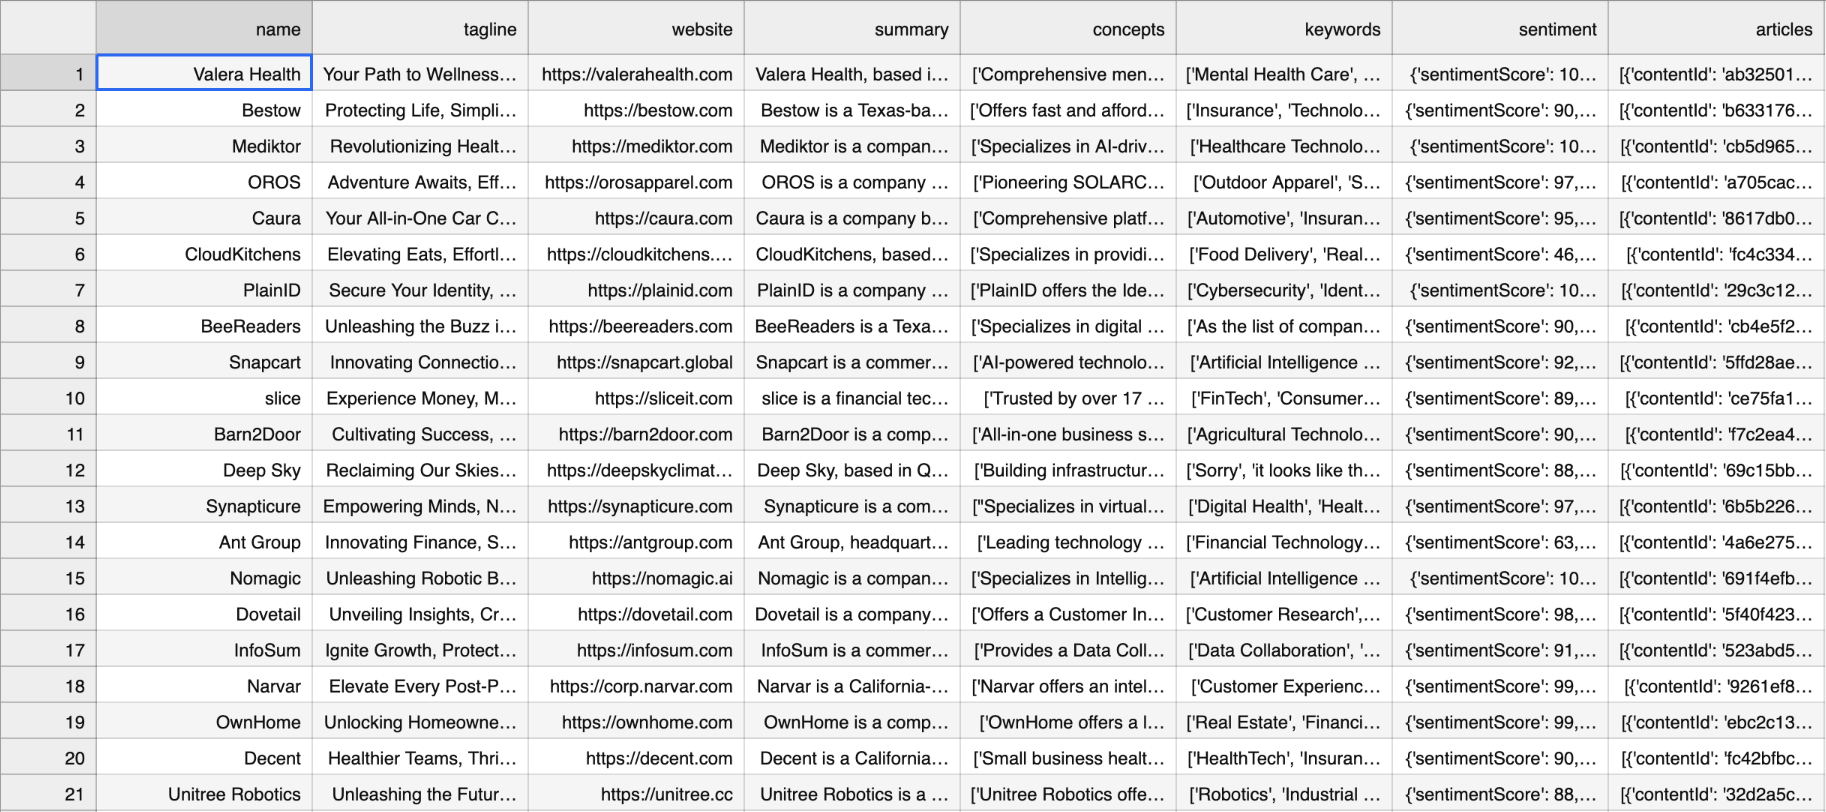 name tagline website summary concepts keywords sentiment articles
1 Valera Health Your Path to Wellness... https://valerahealth.com Valera Health, based i... ['Comprehensive men... ['Mental Health Care', ... {'sentimentScore': 10... [{'contentId': 'ab32501...
2 Bestow Protecting Life, Simpli... https://bestow.com Bestow is a Texas-ba... ['Offers fast and afford... ['Insurance', 'Technolo... {'sentimentScore': 90,... [{'contentId': 'b633176...
3 Mediktor Revolutionizing Healt... https://mediktor.com Mediktor is a compan... ['Specializes in AI-driv... ['Healthcare Technolo... {'sentimentScore': 10... [{'contentId': 'cb5d965...
4 OROS Adventure Awaits, Eff... https://orosapparel.com OROS is a company ... ['Pioneering SOLARC... ['Outdoor Apparel', 'S... {'sentimentScore': 97,... [{'contentId': 'a705cac...
5 Caura Your All-in-One Car C... https://caura.com Caura is a company b... ['Comprehensive platf... ['Automotive', 'Insuran... {'sentimentScore': 95,... [{'contentId': '8617db0...
6 CloudKitchens Elevating Eats, Effortl... https://cloudkitchens.... CloudKitchens, based... ['Specializes in providi... ['Food Delivery', 'Real... {'sentimentScore': 46,... [{'contentId': 'fc4c334...
7 PlainID Secure Your Identity, ... https://plainid.com PlainID is a company ... ['PlainID offers the Ide... ['Cybersecurity', 'Ident... {'sentimentScore': 10... [{'contentId': '29c3c12...
8 BeeReaders Unleashing the Buzz i... https://beereaders.com BeeReaders is a Texa... ['Specializes in digital ... ['As the list of compan... {'sentimentScore': 90,... [{'contentId': 'cb4e5f2...
9 Snapcart Innovating Connectio... https://snapcart.global Snapcart is a commer... ['AI-powered technolo... ['Artificial Intelligence ... {'sentimentScore': 92,... [{'contentId': '5ffd28ae...
10 slice Experience Money, M... https://sliceit.com slice is a financial tec... ['Trusted by over 17 ... ['FinTech', 'Consumer... {'sentimentScore': 89,... [{'contentId': 'ce75fa1...
11 Barn2Door Cultivating Success, ... https://barn2door.com Barn2Door is a comp... ['All-in-one business s... ['Agricultural Technolo... {'sentimentScore': 90,... [{'contentId': 'f7c2ea4...
12 Deep Sky Reclaiming Our Skies... https://deepskyclimat... Deep Sky, based in Q... ['Building infrastructur... ['Sorry', 'it looks like th... {'sentimentScore': 88,... [{'contentId': '69c15bb...
13 Synapticure Empowering Minds, N... https://synapticure.com Synapticure is a com... ["Specializes in virtual... ['Digital Health', 'Healt... {'sentimentScore': 97,... [{'contentId': '6b5b226...
14 Ant Group Innovating Finance, S... https://antgroup.com Ant Group, headquart... ['Leading technology ... ['Financial Technology... {'sentimentScore': 63,... [{'contentId': '4a6e275...
15 Nomagic Unleashing Robotic B... https://nomagic.ai Nomagic is a compan... ['Specializes in Intellig... ['Artificial Intelligence ... {'sentimentScore': 10... [{'contentId': '691f4efb...
16 Dovetail Unveiling Insights, Cr... https://dovetail.com Dovetail is a company... ['Offers a Customer In... ['Customer Research',... {'sentimentScore': 98,... [{'contentId': '5f40f423...
17 InfoSum Ignite Growth, Protect... https://infosum.com InfoSum is a commer... ['Provides a Data Coll... ['Data Collaboration', '... {'sentimentScore': 91,... [{'contentId': '523abd5...
18 Narvar Elevate Every Post-P... https://corp.narvar.com Narvar is a California-... ['Narvar offers an intel... ['Customer Experienc... {'sentimentScore': 99,... [{'contentId': '9261ef8...
19 OwnHome Unlocking Homeowne... https://ownhome.com OwnHome is a comp... ['OwnHome offers a l... ['Real Estate', 'Financi... {'sentimentScore': 99,... [{'contentId': 'ebc2c13...
20 Decent Healthier Teams, Thri... https://decent.com Decent is a California... ['Small business healt... ['HealthTech', 'Insuran... {'sentimentScore': 90,... [{'contentId': 'fc42bfbc...
21 Unitree Robotics Unleashing the Futur... https://unitree.cc Unitree Robotics is a ... ['Unitree Robotics offe... ['Robotics', 'Industrial ... {'sentimentScore': 88,... [{'contentId': '32d2a5c...